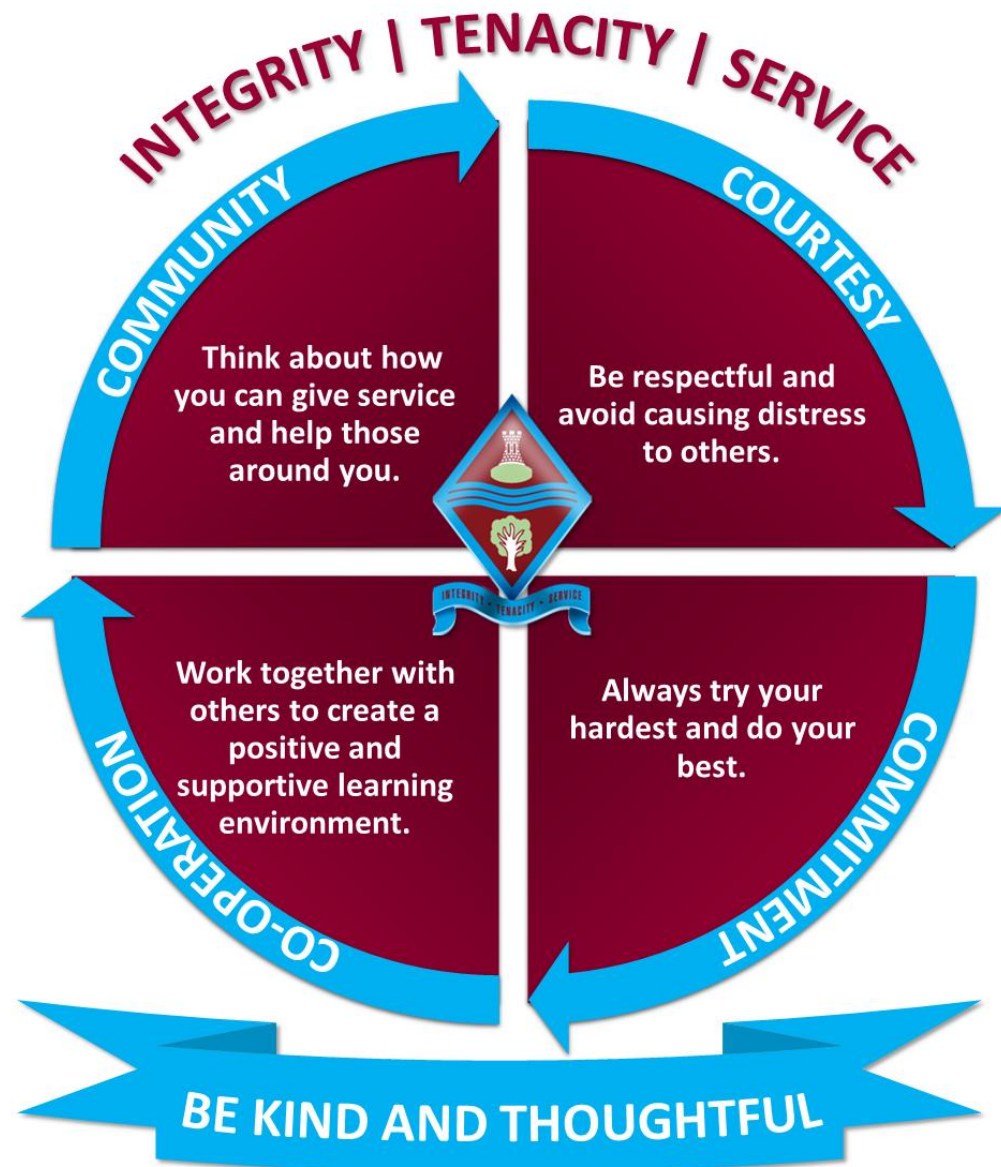 INTEGRITY | TENACITY | SERVICE
COMMUNITY
Think about how
you can give service
and help those
around you.
COURTESY
Be respectful and
avoid causing distress
to others.
INTEGRITY • TENACITY • SERVICE
CO-OPERATION
Work together with
others to create a
positive and
supportive learning
environment.
COMMITMENT
Always try your
hardest and do your
best.
BE KIND AND THOUGHTFUL